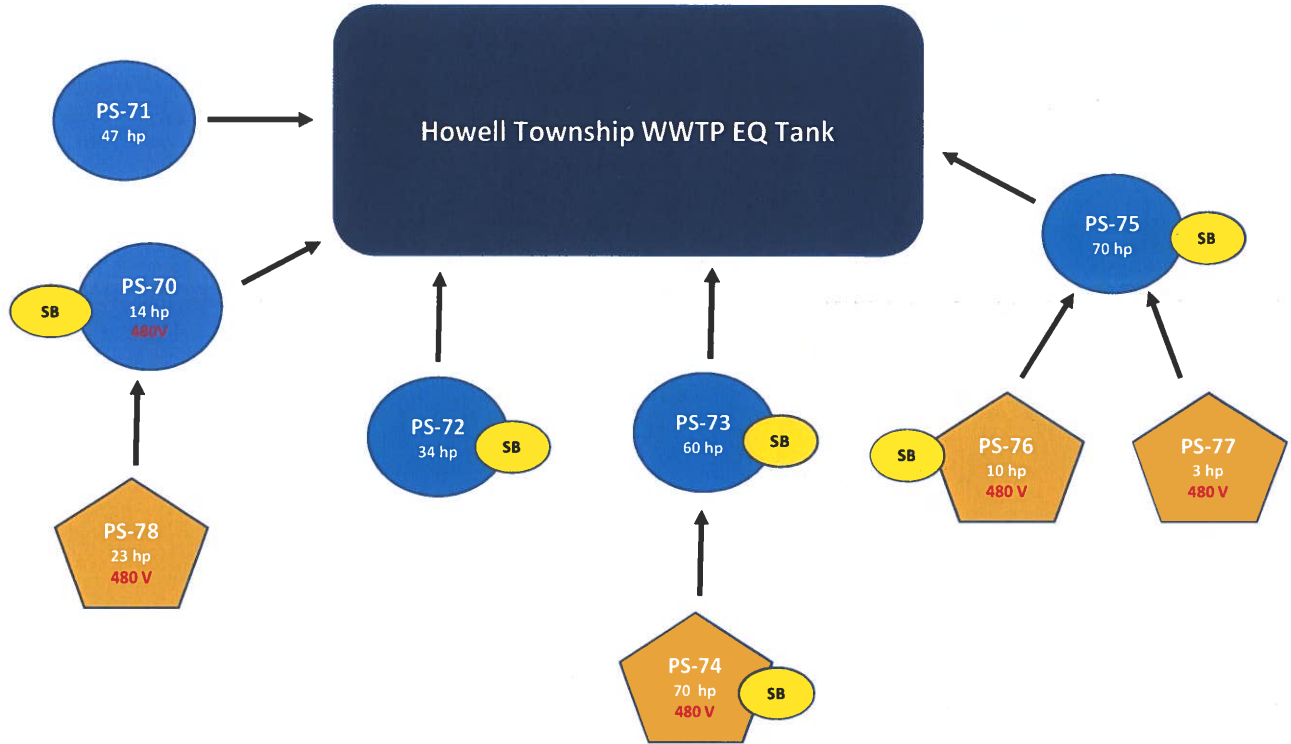 Howell Township WWTP EQ Tank
PS-71
47 hp
PS-70
14 hp
480V
SB
PS-78
23 hp
480 V
PS-72
34 hp
SB
PS-73
60 hp
SB
PS-74
70 hp
480 V
SB
PS-75
70 hp
SB
PS-76
10 hp
480 V
SB
PS-77
3 hp
480 V